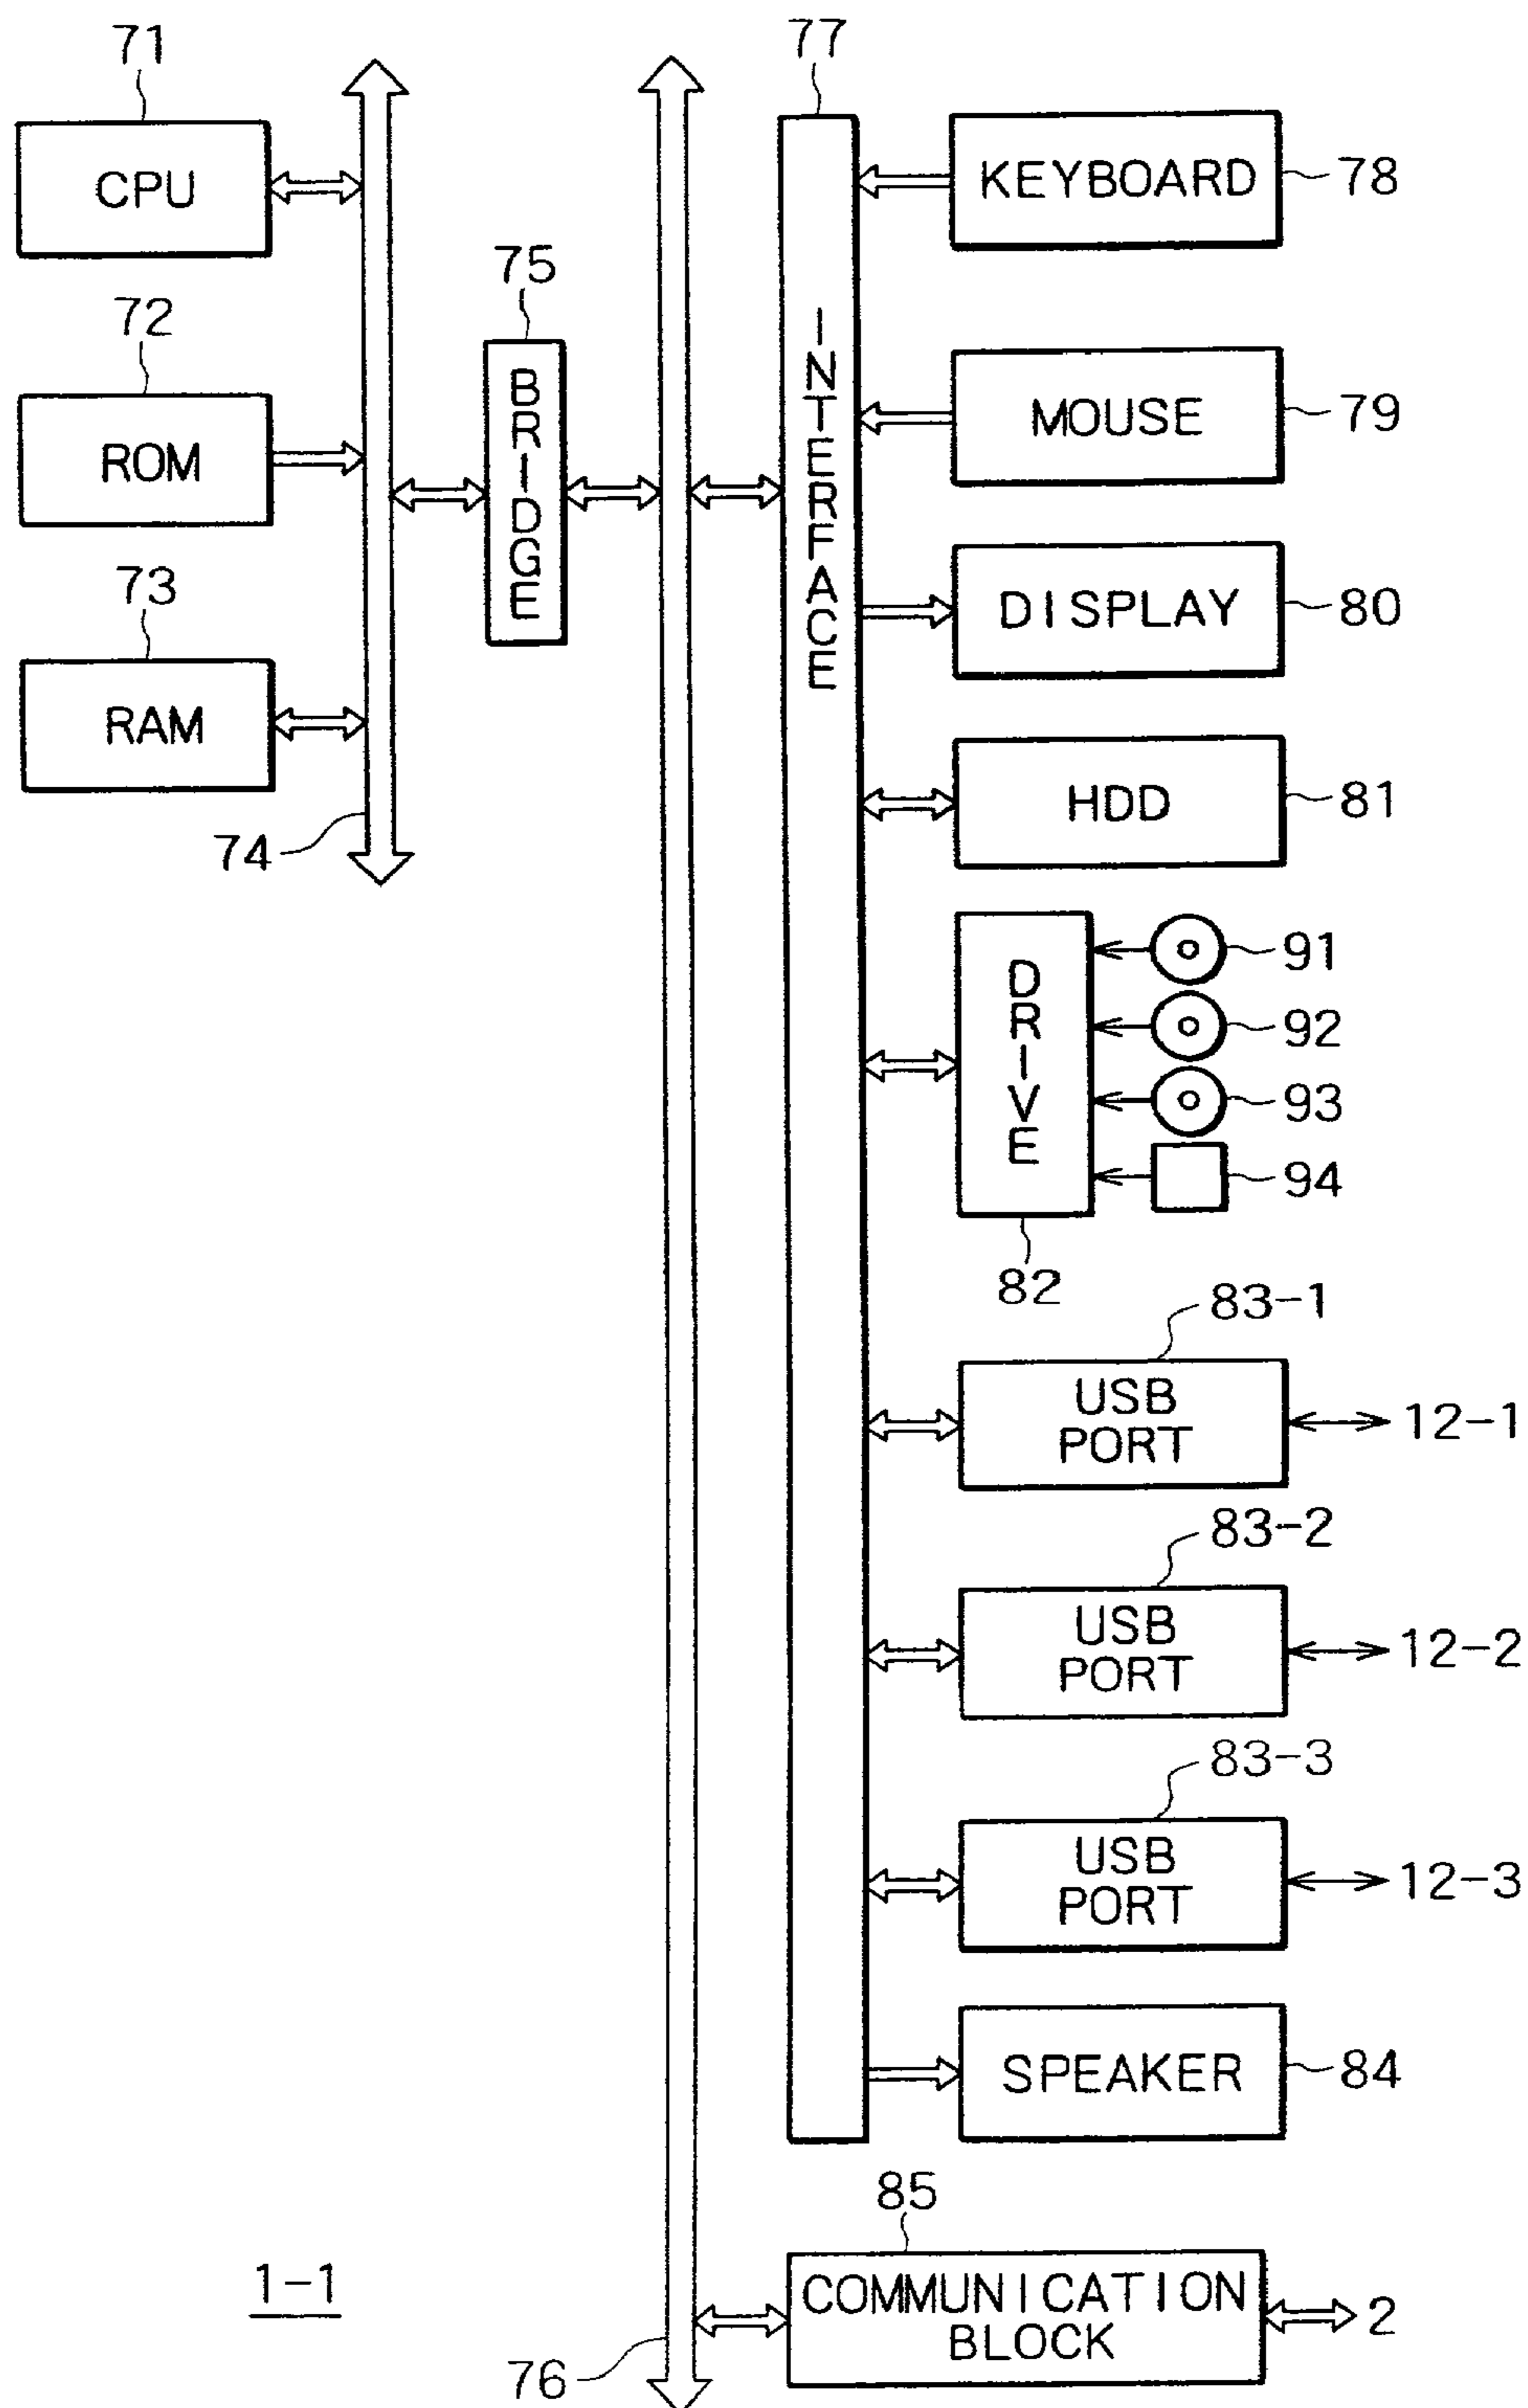 71
CPU
72
ROM
73
RAM
74
75
BRIDGE
76
77
INTERFACE
KEYBOARD
78
MOUSE
79
DISPLAY
80
HDD
81
DRIVE
82
91
92
93
94
83-1
USB
PORT
12-1
83-2
USB
PORT
12-2
83-3
USB
PORT
12-3
SPEAKER
84
85
COMMUNICATION
BLOCK
2
1-1